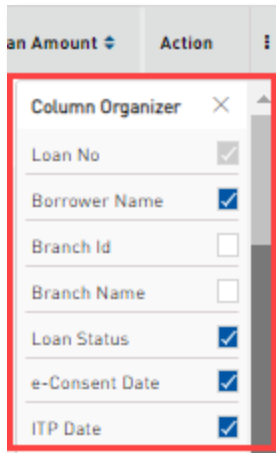 an Amount Action
Column Organizer
Loan No
Borrower Name
Branch Id
Branch Name
Loan Status
e-Consent Date
ITP Date